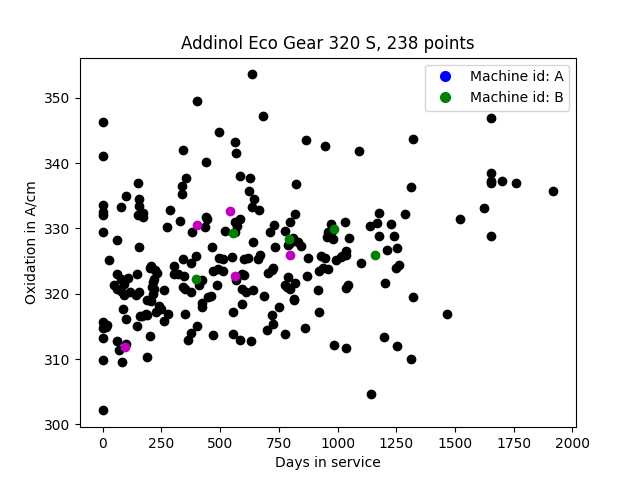 Addinol Eco Gear 320 S, 238 points
Machine id: A
Machine id: B
Oxidation in A/cm
350
340
330
320
310
300
0 250 500 750 1000 1250 1500 1750 2000
Days in service